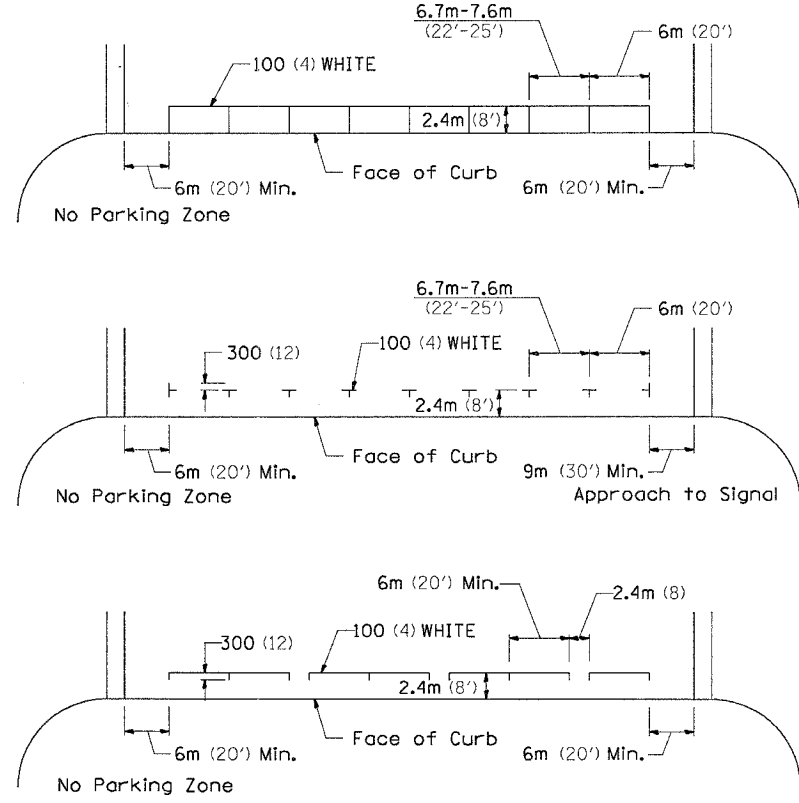 6.7m-7.6m
(22'-25')
6m (20')
100 (4) WHITE
2.4m (8')
Face of Curb
6m (20') Min.
6m (20') Min.
No Parking Zone
6.7m-7.6m
(22'-25')
6m (20')
300 (12)
100 (4) WHITE
2.4m (8')
Face of Curb
6m (20') Min.
9m (30') Min.
No Parking Zone
Approach to Signal
6m (20') Min.
2.4m (8)
300 (12)
100 (4) WHITE
2.4m (8')
Face of Curb
6m (20') Min.
6m (20') Min.
No Parking Zone